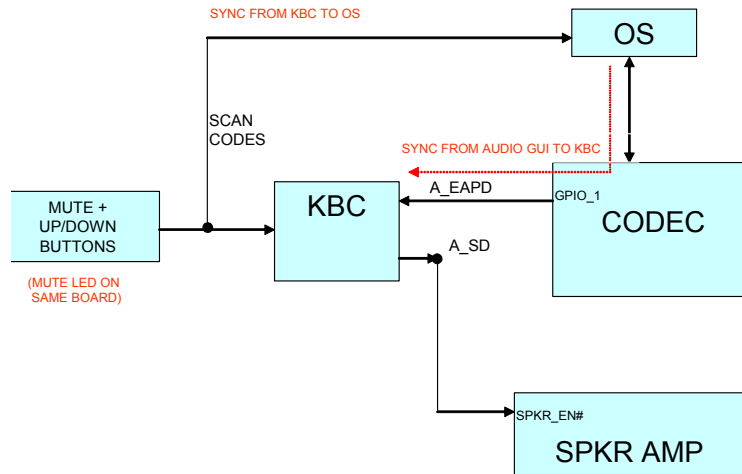 SYNC FROM KBC TO OS
OS
SCAN
CODES
SYNC FROM AUDIO GUI TO KBC
MUTE +
UP/DOWN
BUTTONS
KBC
A_EAPD
GPIO_1
CODEC
A_SD
(MUTE LED ON
SAME BOARD)
SPKR_EN#
SPKR AMP